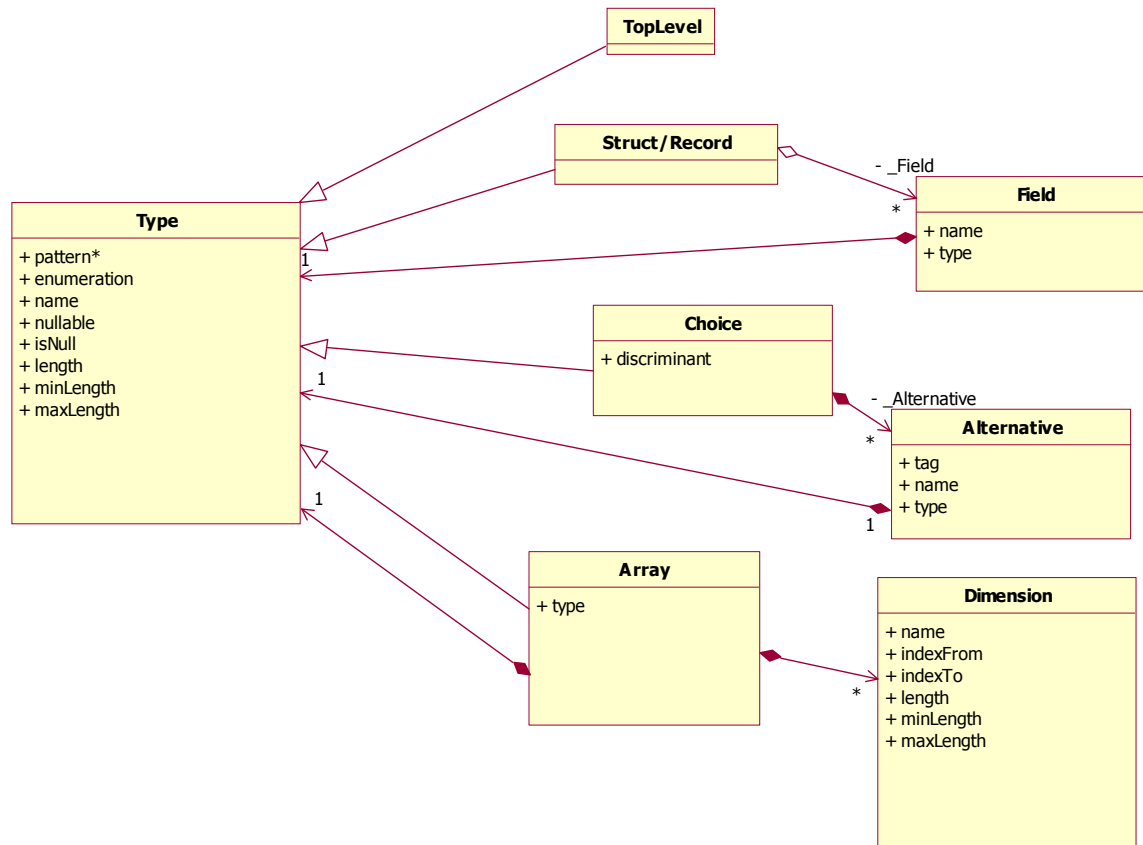 TopLevel
Struct/Record
- _Field
*
Field
+ name
+ type
Type
+ pattern*
+ enumeration
+ name
+ nullable
+ isNull
+ length
+ minLength
+ maxLength
1
Choice
+ discriminant
1
- _Alternative
*
Alternative
+ tag
+ name
+ type
1
1
Array
+ type
*
Dimension
+ name
+ indexFrom
+ indexTo
+ length
+ minLength
+ maxLength